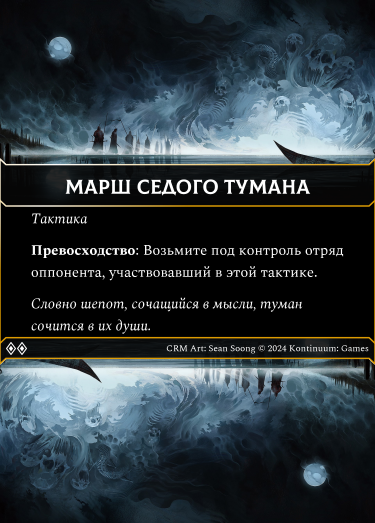 МАРШ СЕДОГО ТУМАНА
Тактика
Превосходство: Возьмите под контроль отряд
оппонента, участвовавший в этой тактике.
Словно шепот, сочащийся в мысли, туман
сочится в их души.
CRM Art: Sean Soong © 2024 Kontinuum: Games